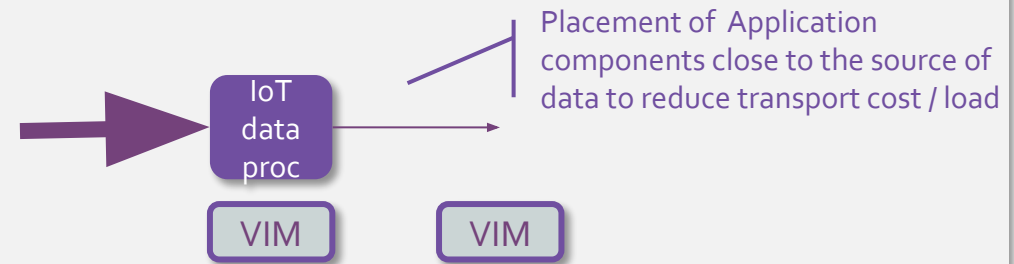 Placement of Application
components close to the source of
data to reduce transport cost / load
IoT
data
proc
VIM
VIM